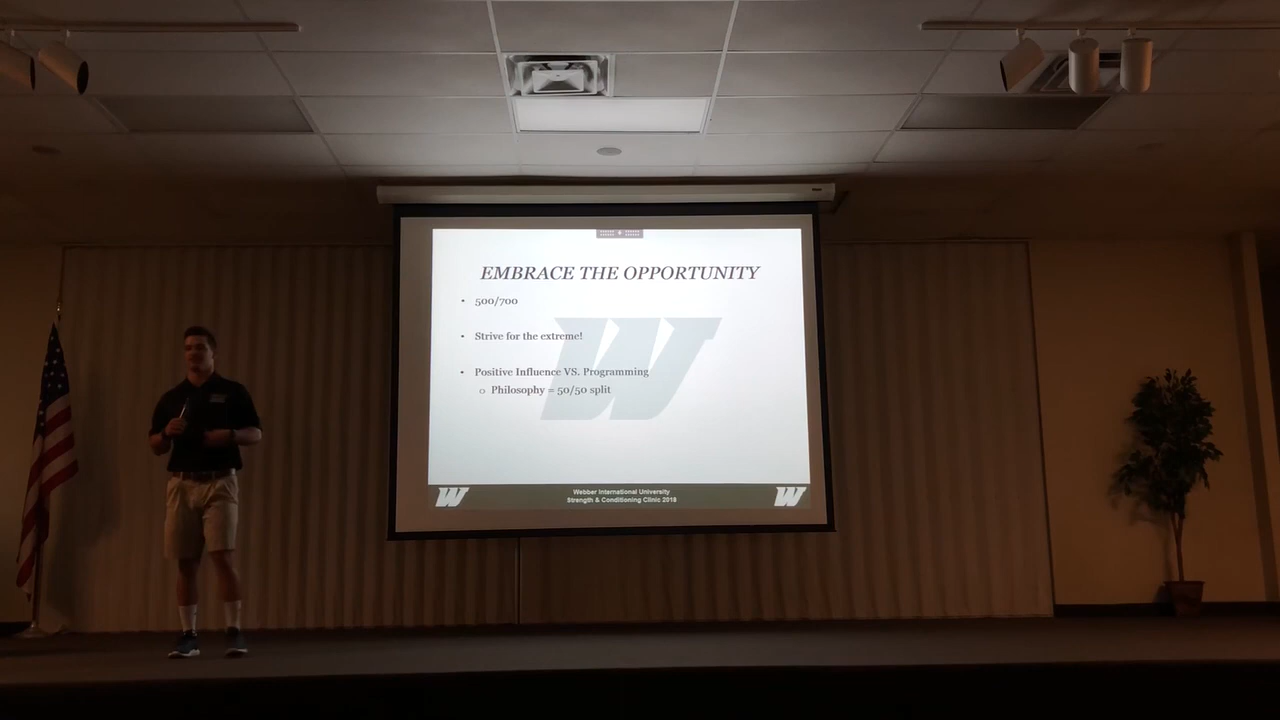 EMBRACE THE OPPORTUNITY
• 500/700
• Strive for the extreme!
• Positive Influence VS. Programming
o Philosophy = 50/50 split
W
Webber International University
Strength & Conditioning Clinic 2018
W